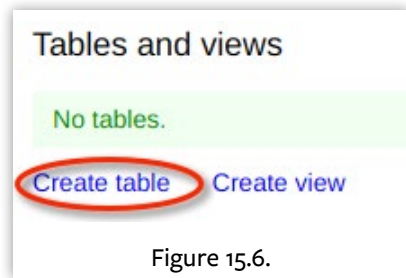 Tables and views
No tables.
Create table Create view
Figure 15.6.